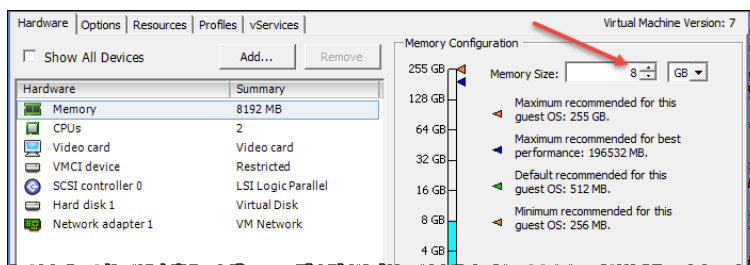 Hardware Options Resources Profiles vServices Virtual Machine Version: 7
Show All Devices Add... Remove
Hardware Summary
Memory 8192 MB
CPUs 2
Video card Video card
VMCI device Restricted
SCSI controller 0 LSI Logic Parallel
Hard disk 1 Virtual Disk
Network adapter 1 VM Network
Memory Configuration
Memory Size: 8 GB
255 GB
128 GB
64 GB
32 GB
16 GB
8 GB
4 GB
Maximum recommended for this
guest OS: 255 GB.
Maximum recommended for best
performance: 196532 MB.
Default recommended for this
guest OS: 512 MB.
Minimum recommended for this
guest OS: 256 MB.